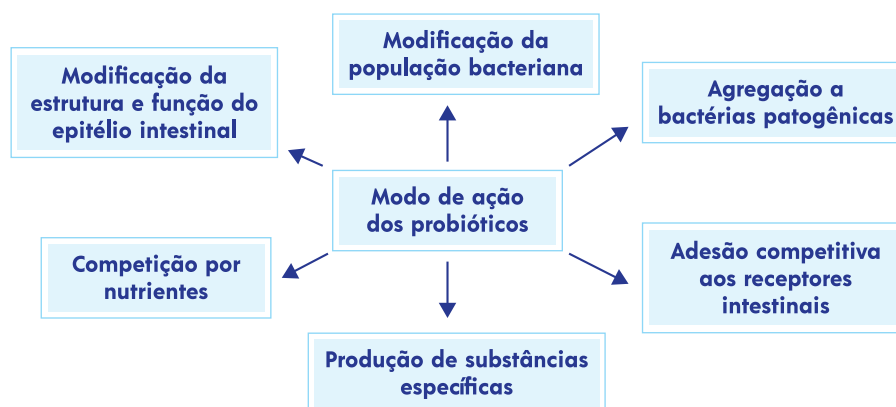 Modificação da
população bacteriana
Modificação da
estrutura e função do
epitélio intestinal
Agregação a
bactérias patogênicas
Modo de ação
dos probióticos
Competição por
nutrientes
Adesão competitiva
aos receptores
intestinais
Produção de substâncias
específicas